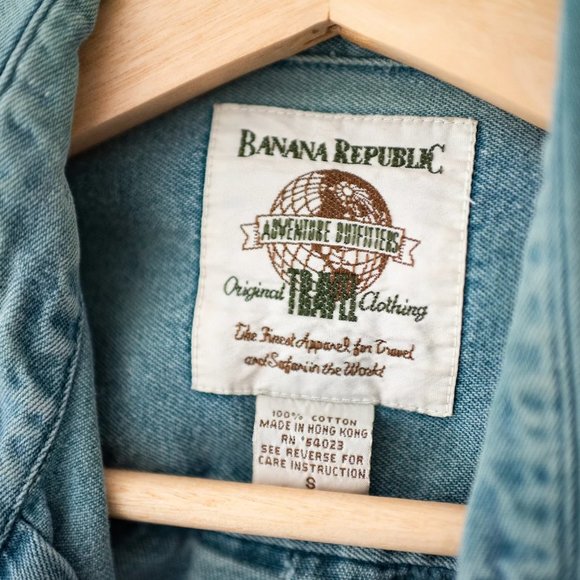 BANANA REPUBLIC
ADVENTURE OUTFITTERS
Original TRAVEL Clothing
The Finest Apparel for Travel
and Safari in the World
100% COTTON
MADE IN HONG KONG
RN '54023
SEE REVERSE FOR
CARE INSTRUCTION
S